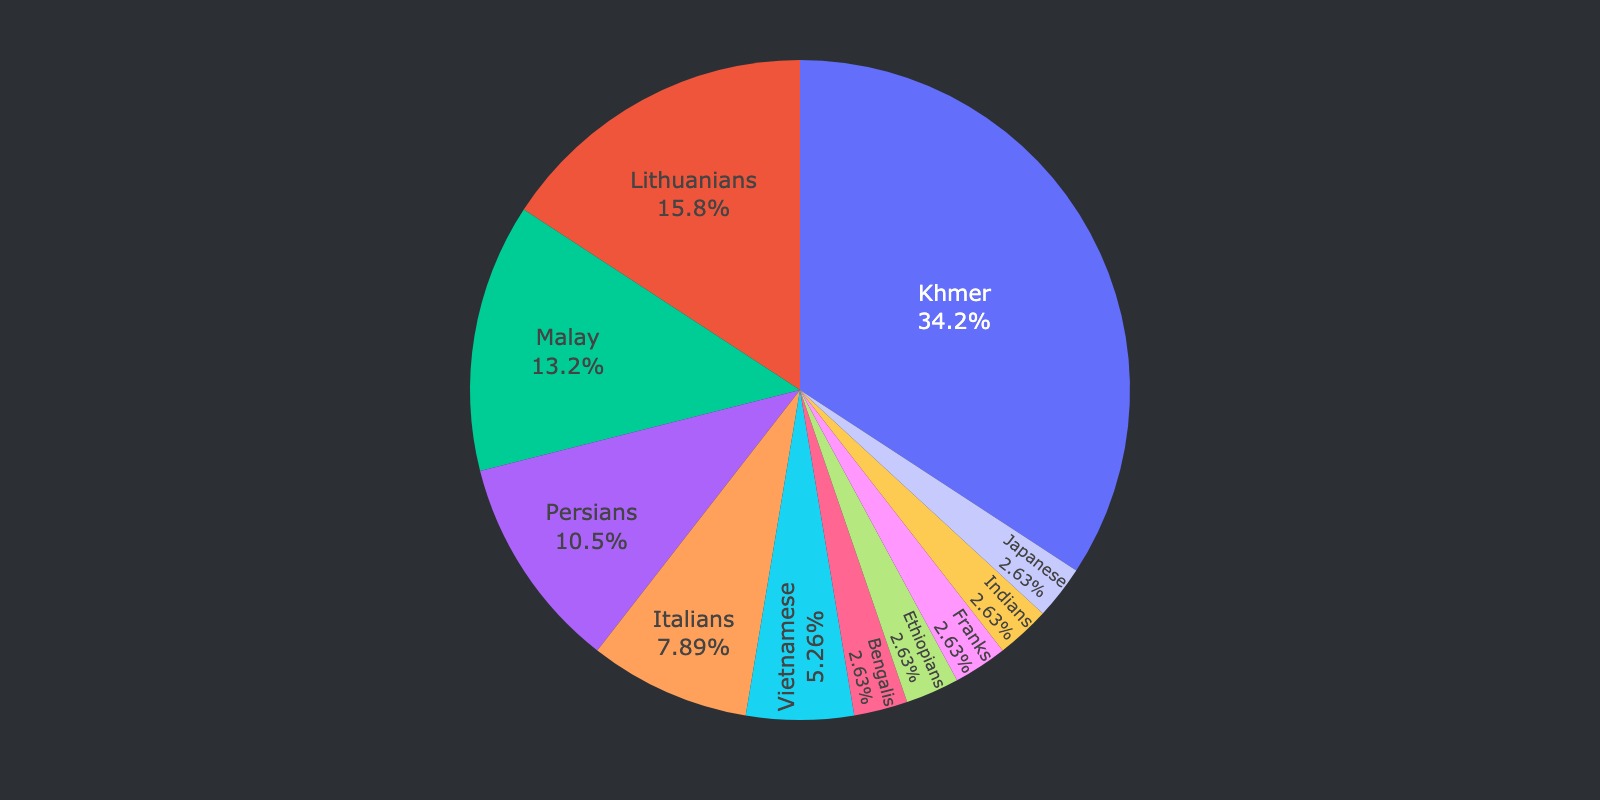 Lithuanians
15.8%
Khmer
34.2%
Malay
13.2%
Persians
10.5%
Italians
7.89%
Vietnamese
5.26%
Bengalis
2.63%
Ethiopians
2.63%
Franks
2.63%
Indians
2.63%
Japanese
2.63%